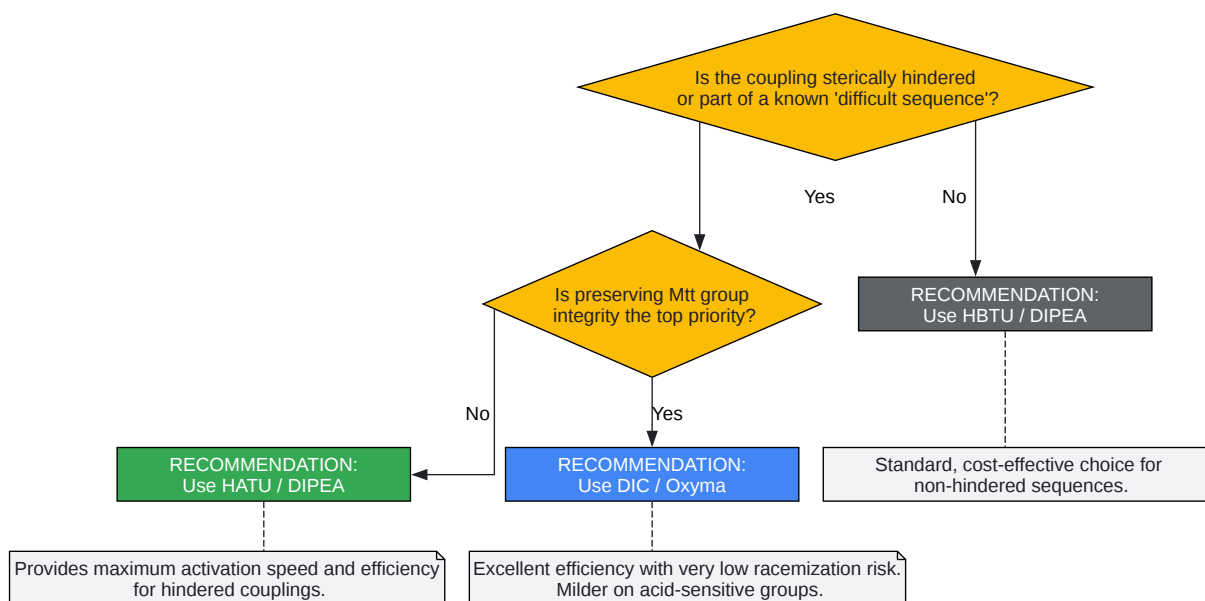 Is the coupling sterically hindered
or part of a known 'difficult sequence'?
Yes
No
Is preserving Mtt group
integrity the top priority?
RECOMMENDATION:
Use HBTU / DIPEA
No
Yes
RECOMMENDATION:
Use HATU / DIPEA
RECOMMENDATION:
Use DIC / Oxyma
Standard, cost-effective choice for
non-hindered sequences.
Provides maximum activation speed and efficiency
for hindered couplings.
Excellent efficiency with very low racemization risk.
Milder on acid-sensitive groups.